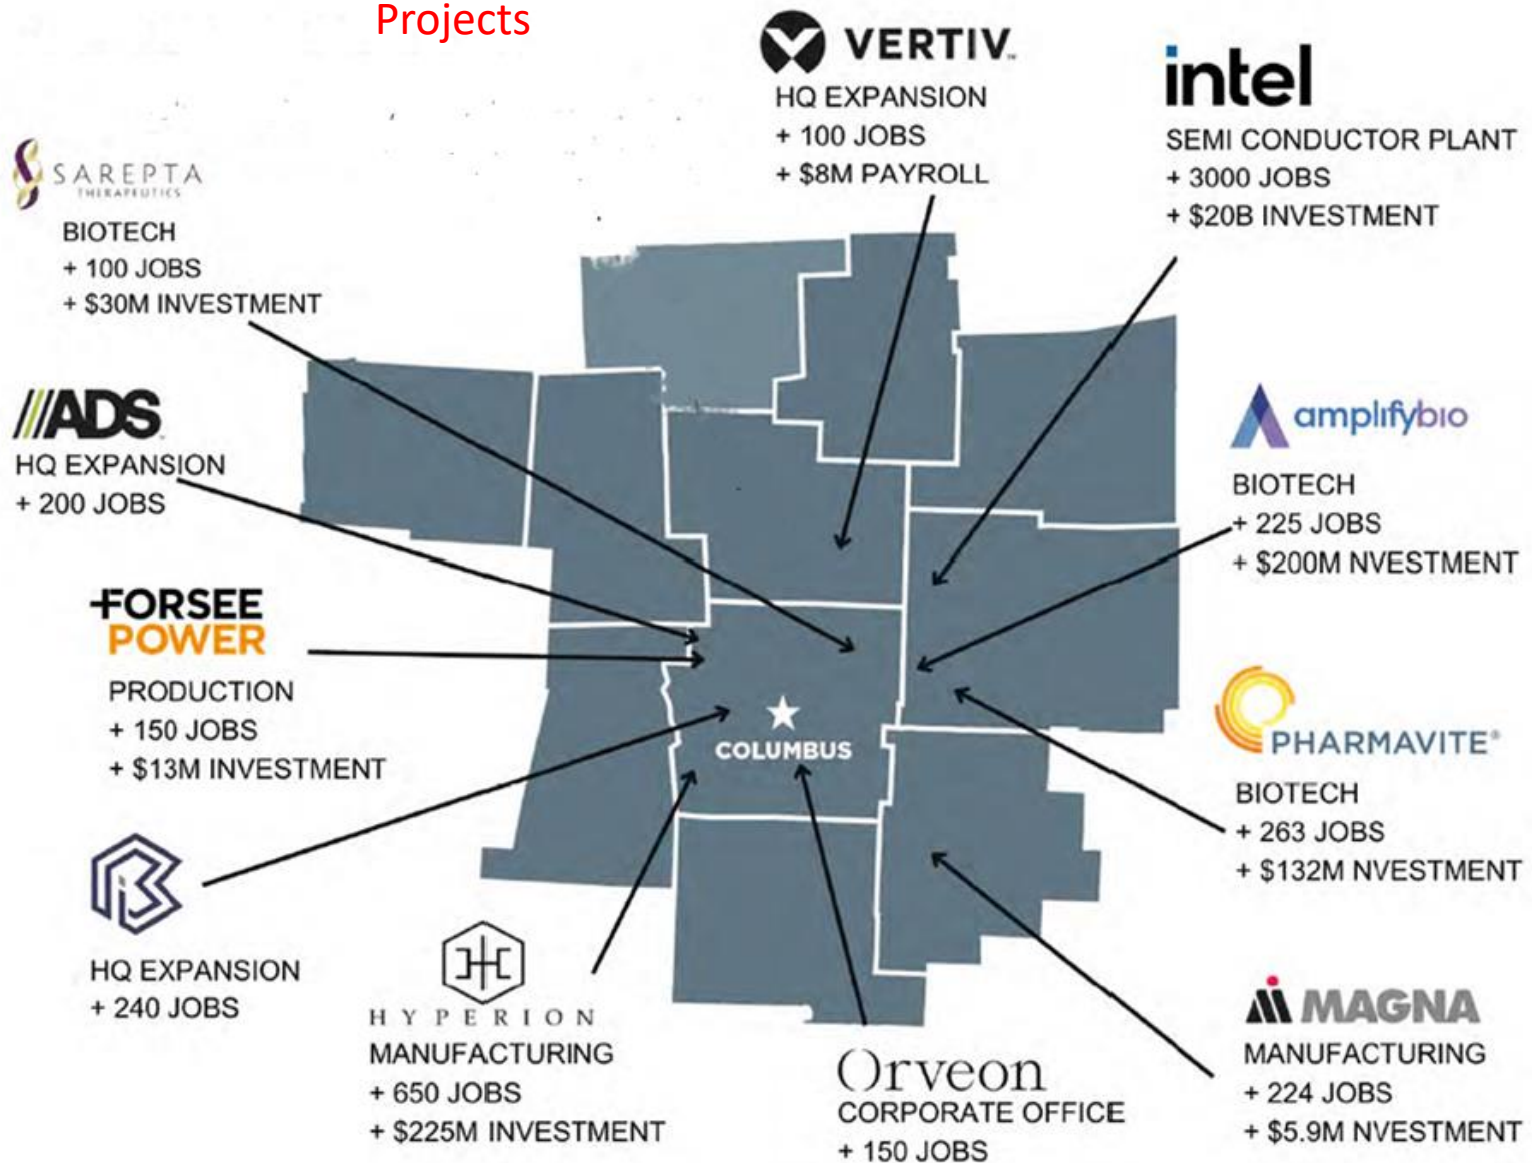 Projects
VERTIV™
HQ EXPANSION
+ 100 JOBS
+ $8M PAYROLL
intel
SEMI CONDUCTOR PLANT
+ 3000 JOBS
+ $20B INVESTMENT
SAREPTA
THERAPEUTICS
BIOTECH
+ 100 JOBS
+ $30M INVESTMENT
ADS
HQ EXPANSION
+ 200 JOBS
amplifybio
BIOTECH
+ 225 JOBS
+ $200M NVESTMENT
FORSEE
POWER
PRODUCTION
+ 150 JOBS
+ $13M INVESTMENT
COLUMBUS
PHARMAVITE®
BIOTECH
+ 263 JOBS
+ $132M NVESTMENT
HQ EXPANSION
+ 240 JOBS
HYPERION
MANUFACTURING
+ 650 JOBS
+ $225M INVESTMENT
Orveon
CORPORATE OFFICE
+ 150 JOBS
MAGNA
MANUFACTURING
+ 224 JOBS
+ $5.9M NVESTMENT